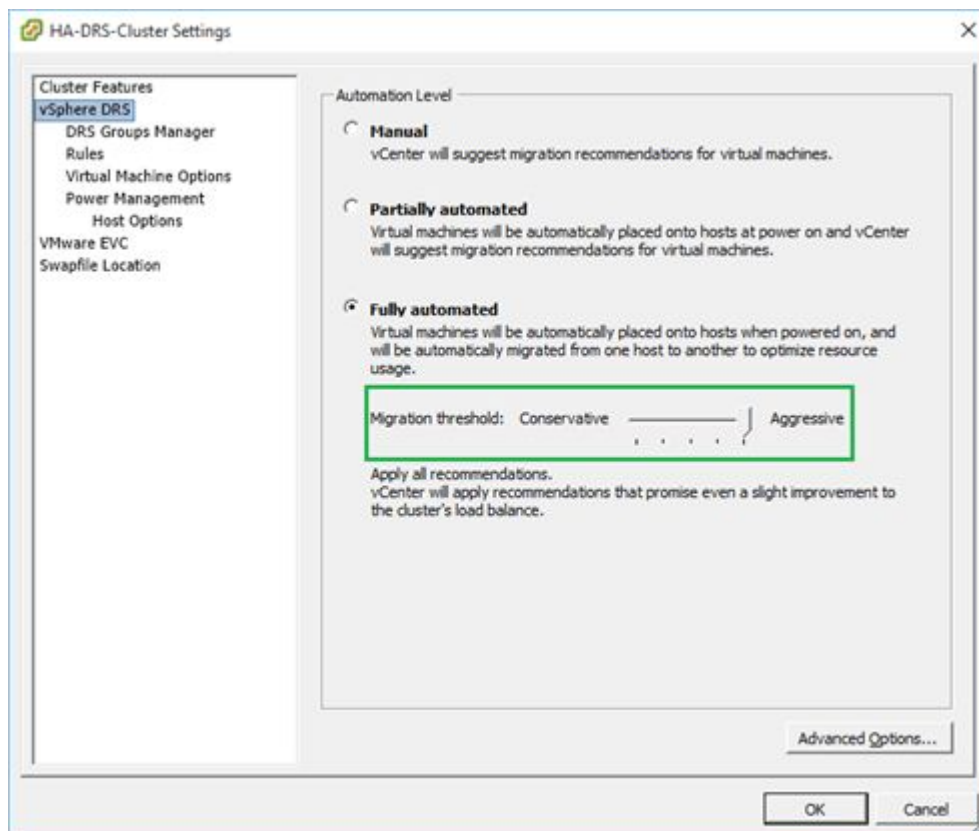 HA-DRS-Cluster Settings
Cluster Features
vSphere DRS
DRS Groups Manager
Rules
Virtual Machine Options
Power Management
Host Options
VMware EVC
Swapfile Location
Automation Level
Manual
vCenter will suggest migration recommendations for virtual machines.
Partially automated
Virtual machines will be automatically placed onto hosts at power on and vCenter
will suggest migration recommendations for virtual machines.
Fully automated
Virtual machines will be automatically placed onto hosts when powered on, and
will be automatically migrated from one host to another to optimize resource
usage.
Migration threshold: Conservative Aggressive
Apply all recommendations.
vCenter will apply recommendations that promise even a slight improvement to
the cluster's load balance.
Advanced Options...
OK Cancel